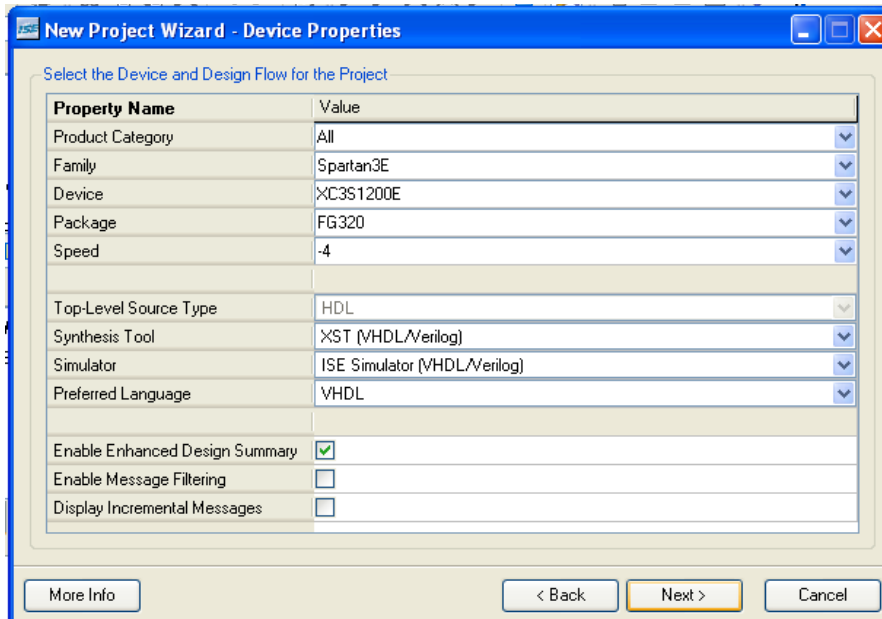 ISE New Project Wizard - Device Properties
Select the Device and Design Flow for the Project
Property Name Value
Product Category All
Family Spartan3E
Device XC3S1200E
Package FG320
Speed -4
Top-Level Source Type HDL
Synthesis Tool XST (VHDL/Verilog)
Simulator ISE Simulator (VHDL/Verilog)
Preferred Language VHDL
Enable Enhanced Design Summary
Enable Message Filtering
Display Incremental Messages
More Info < Back Next > Cancel